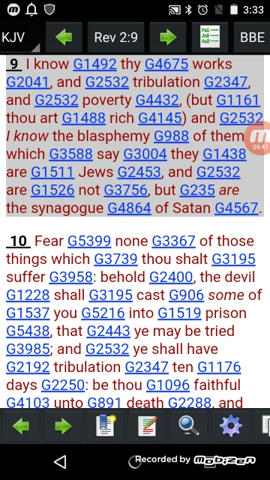 3:33
KJV
Rev 2:9
BBE
9 I know G1492 thy G4675 works
G2041, and G2532 tribulation G2347,
and G2532 poverty G4432, (but G1161
thou art G1488 rich G4145) and G2532
I know the blasphemy G988 of them
which G3588 say G3004 they G1438
are G1511 Jews G2453, and G2532
are G1526 not G3756, but G235 are
the synagogue G4864 of Satan G4567.
09:41
10 Fear G5399 none G3367 of those
things which G3739 thou shalt G3195
suffer G3958: behold G2400, the devil
G1228 shall G3195 cast G906 some of
G1537 you G5216 into G1519 prison
G5438, that G2443 ye may be tried
G3985; and G2532 ye shall have
G2192 tribulation G2347 ten G1176
days G2250: be thou G1096 faithful
G4103 unto G891 death G2288, and
Recorded by mobizen